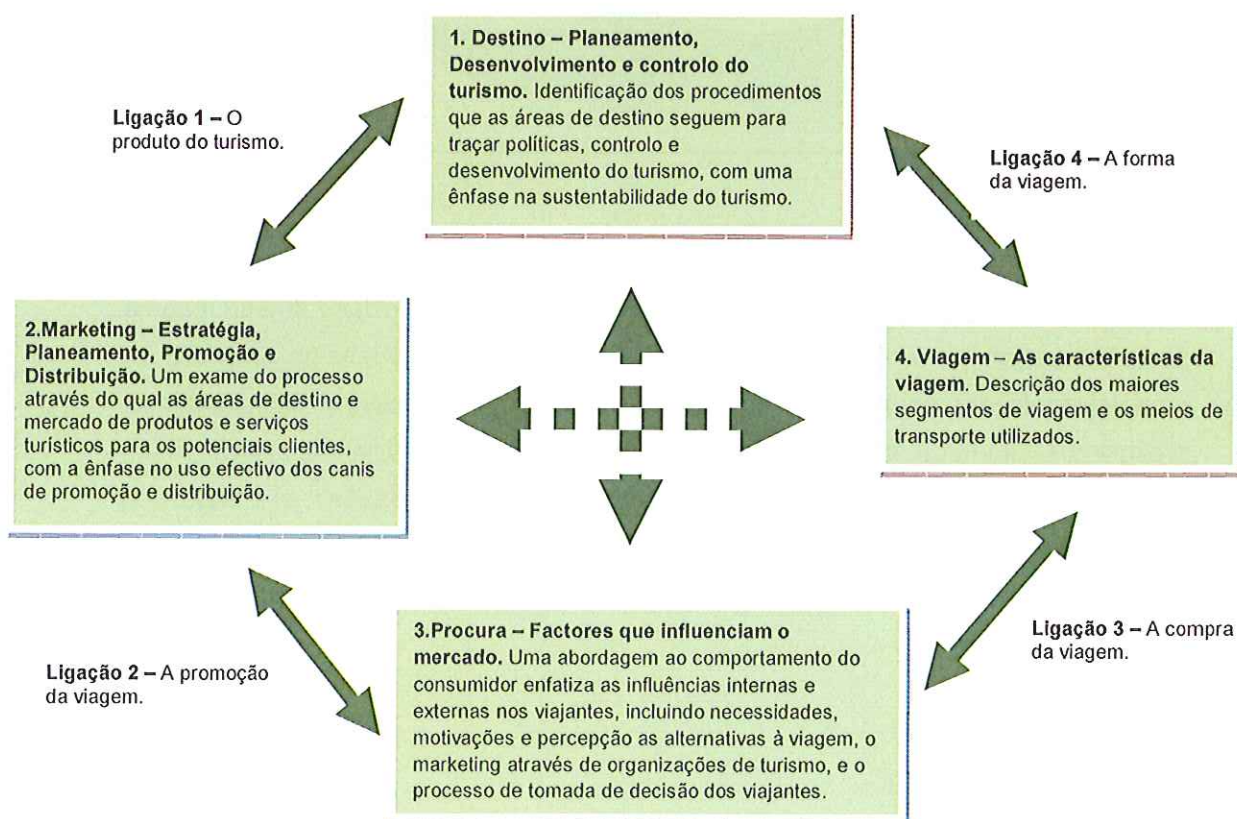 1. Destino – Planeamento,
Desenvolvimento e controlo do
turismo. Identificação dos procedimentos
que as áreas de destino seguem para
traçar políticas, controlo e
desenvolvimento do turismo, com uma
ênfase na sustentabilidade do turismo.
Ligação 1 – O
produto do turismo.
Ligação 4 – A forma
da viagem.
2.Marketing – Estratégia,
Planeamento, Promoção e
Distribuição. Um exame do processo
através do qual as áreas de destino e
mercado de produtos e serviços
turísticos para os potenciais clientes,
com a ênfase no uso efectivo dos canis
de promoção e distribuição.
4. Viagem – As características da
viagem. Descrição dos maiores
segmentos de viagem e os meios de
transporte utilizados.
Ligação 2 – A promoção
da viagem.
3.Procura – Factores que influenciam o
mercado. Uma abordagem ao comportamento do
consumidor enfatiza as influências internas e
externas nos viajantes, incluindo necessidades,
motivações e percepção as alternativas à viagem, o
marketing através de organizações de turismo, e o
processo de tomada de decisão dos viajantes.
Ligação 3 – A compra
da viagem.